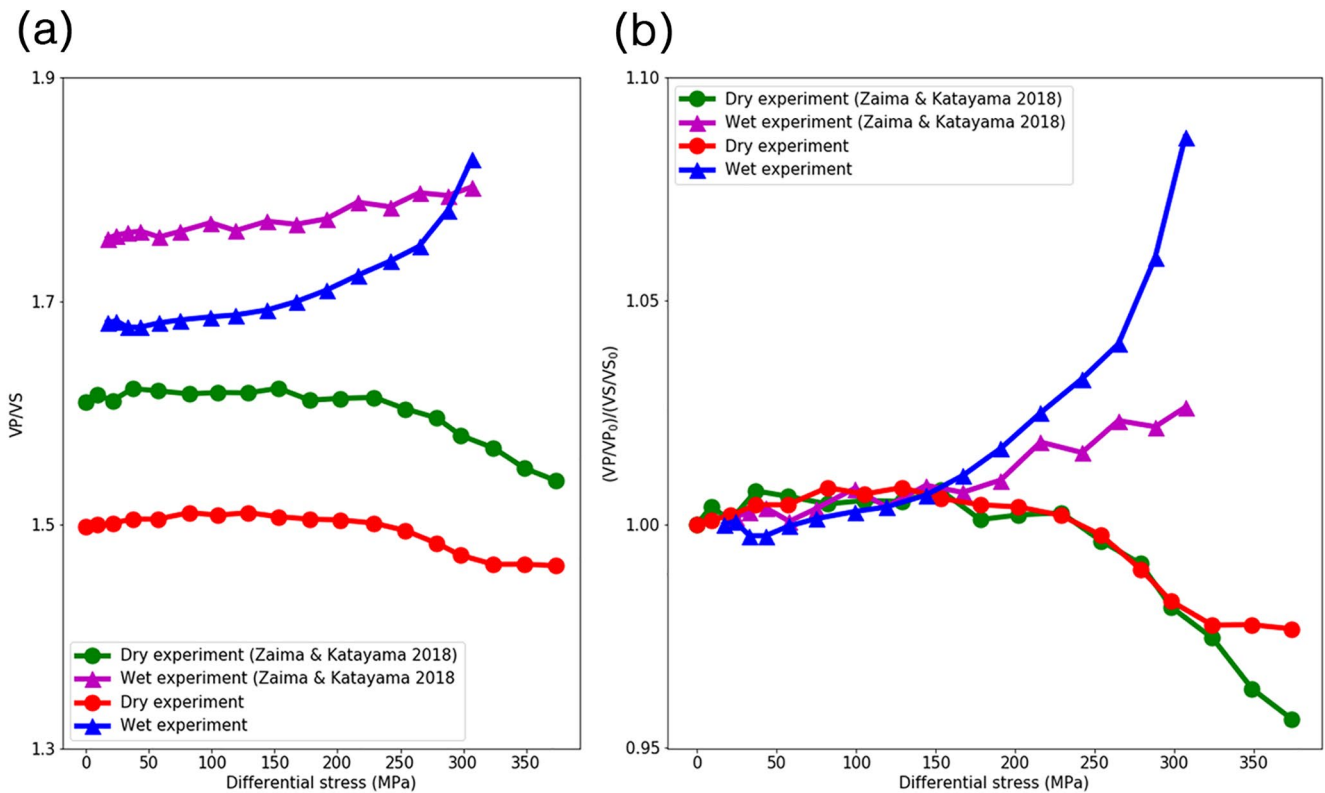 (a)
1.9
1.7
1.5
1.3
VP/VS
Dry experiment (Zaima & Katayama 2018)
Wet experiment (Zaima & Katayama 2018
Dry experiment
Wet experiment
0 50 100 150 200 250 300 350
Differential stress (MPa)
(b)
1.10
1.05
1.00
0.95
(VP/VP₀)/(VS/VS₀)
Dry experiment (Zaima & Katayama 2018)
Wet experiment (Zaima & Katayama 2018)
Dry experiment
Wet experiment
0 50 100 150 200 250 300 350
Differential stress (MPa)